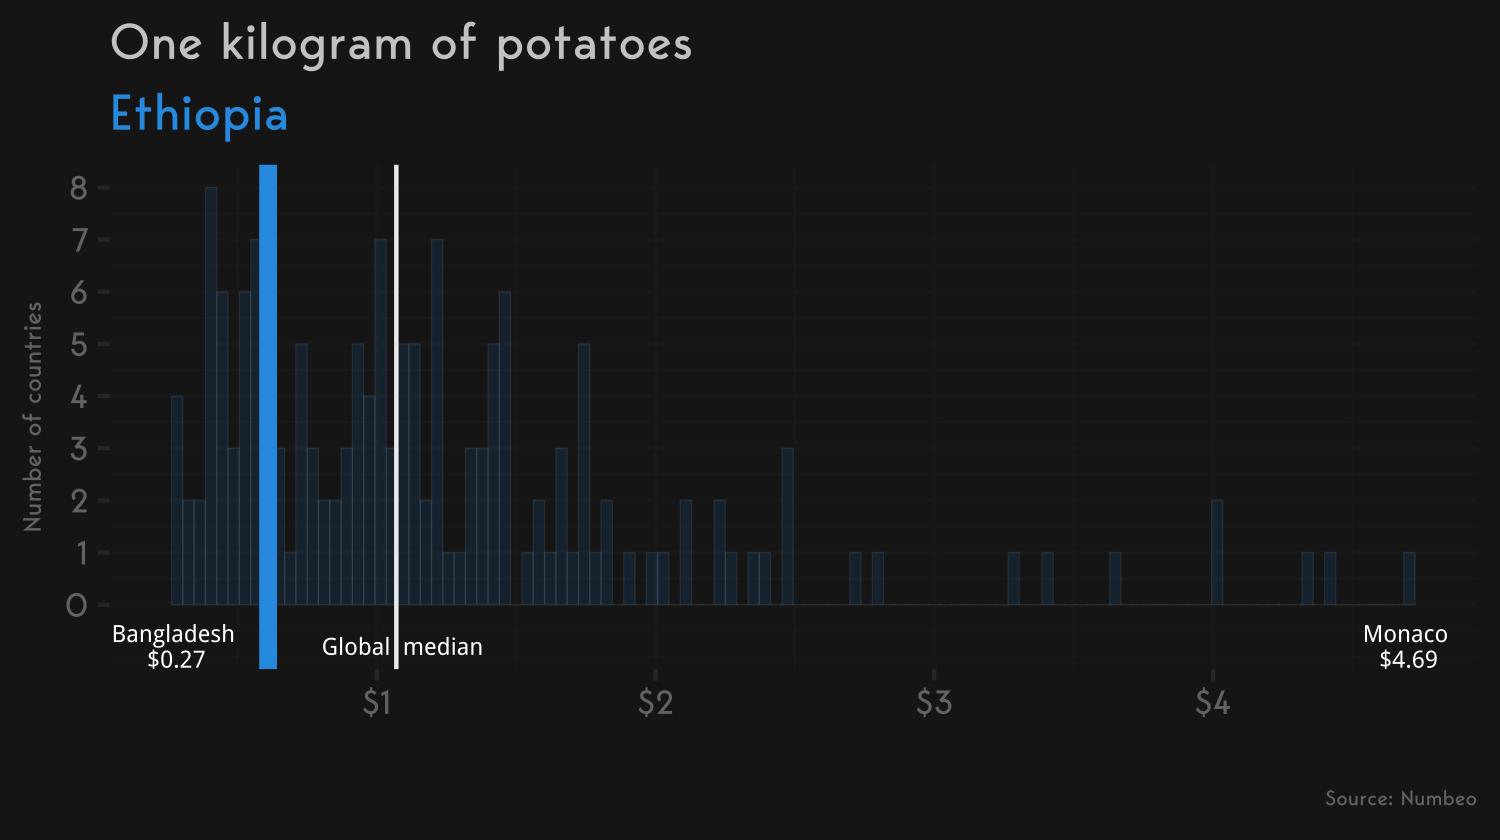 One kilogram of potatoes
Ethiopia
Number of countries
8
7
6
5
4
3
2
1
0
Bangladesh
$0.27
Global median
Monaco
$4.69
$1
$2
$3
$4
Source: Numbeo